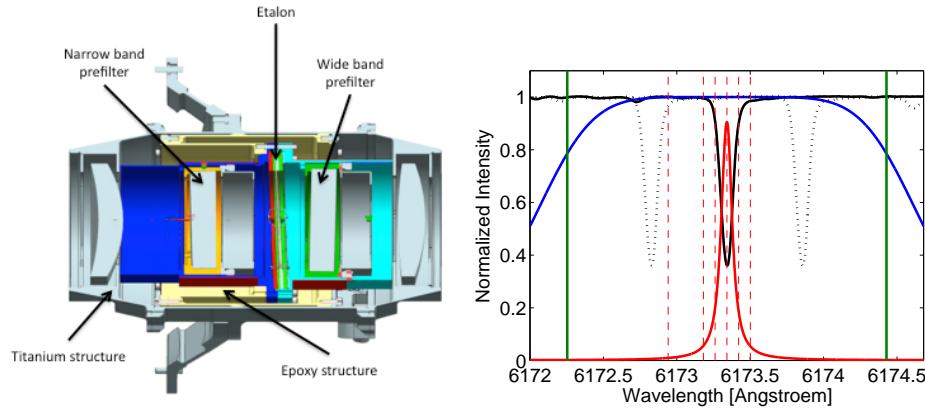 Etalon
Narrow band
prefilter
Wide band
prefilter
Titanium structure
Epoxy structure
Normalized Intensity
1
0.8
0.6
0.4
0.2
0
6172
6172.5
6173
6173.5
6174
6174.5
Wavelength [Angstroem]